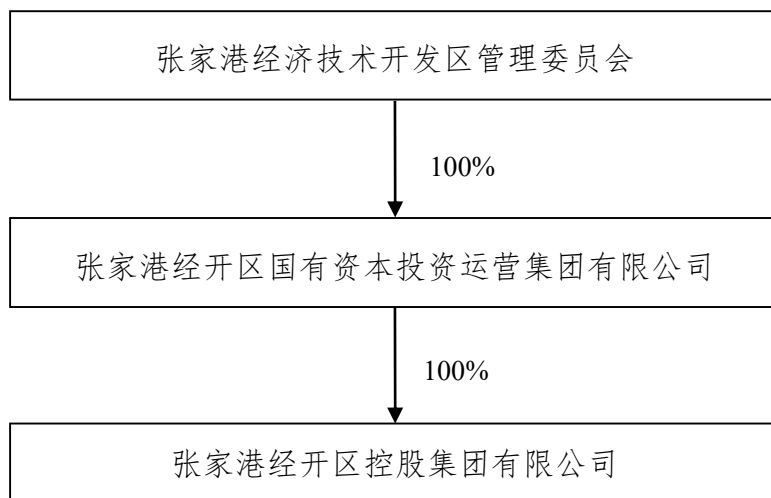 张家港经济技术开发区管理委员会
100%
张家港经开区国有资本投资运营集团有限公司
100%
张家港经开区控股集团有限公司